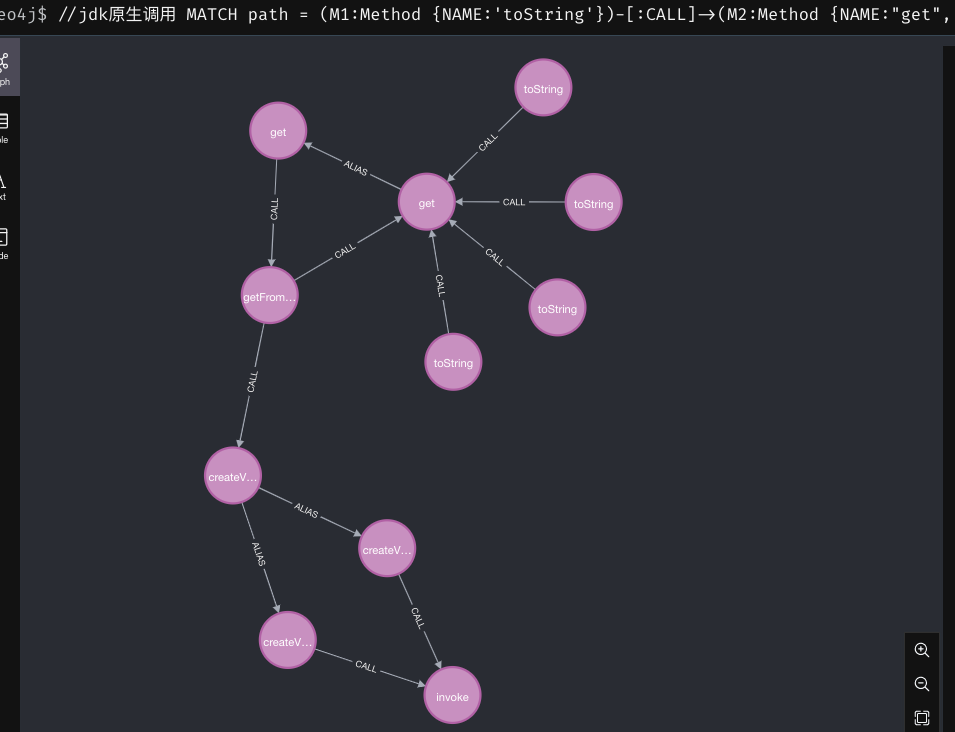 eo4j$ //jdk原生调用 MATCH path = (M1:Method {NAME:'toString'})-[:CALL]→(M2:Method {NAME:"get",
ph
ble
xt
de
toString
get
CALL
ALIAS
get
CALL
toString
CALL
CALL
CALL
CALL
getFrom...
toString
toString
CALL
createV...
ALIAS
createV...
ALIAS
CALL
createV...
CALL
invoke